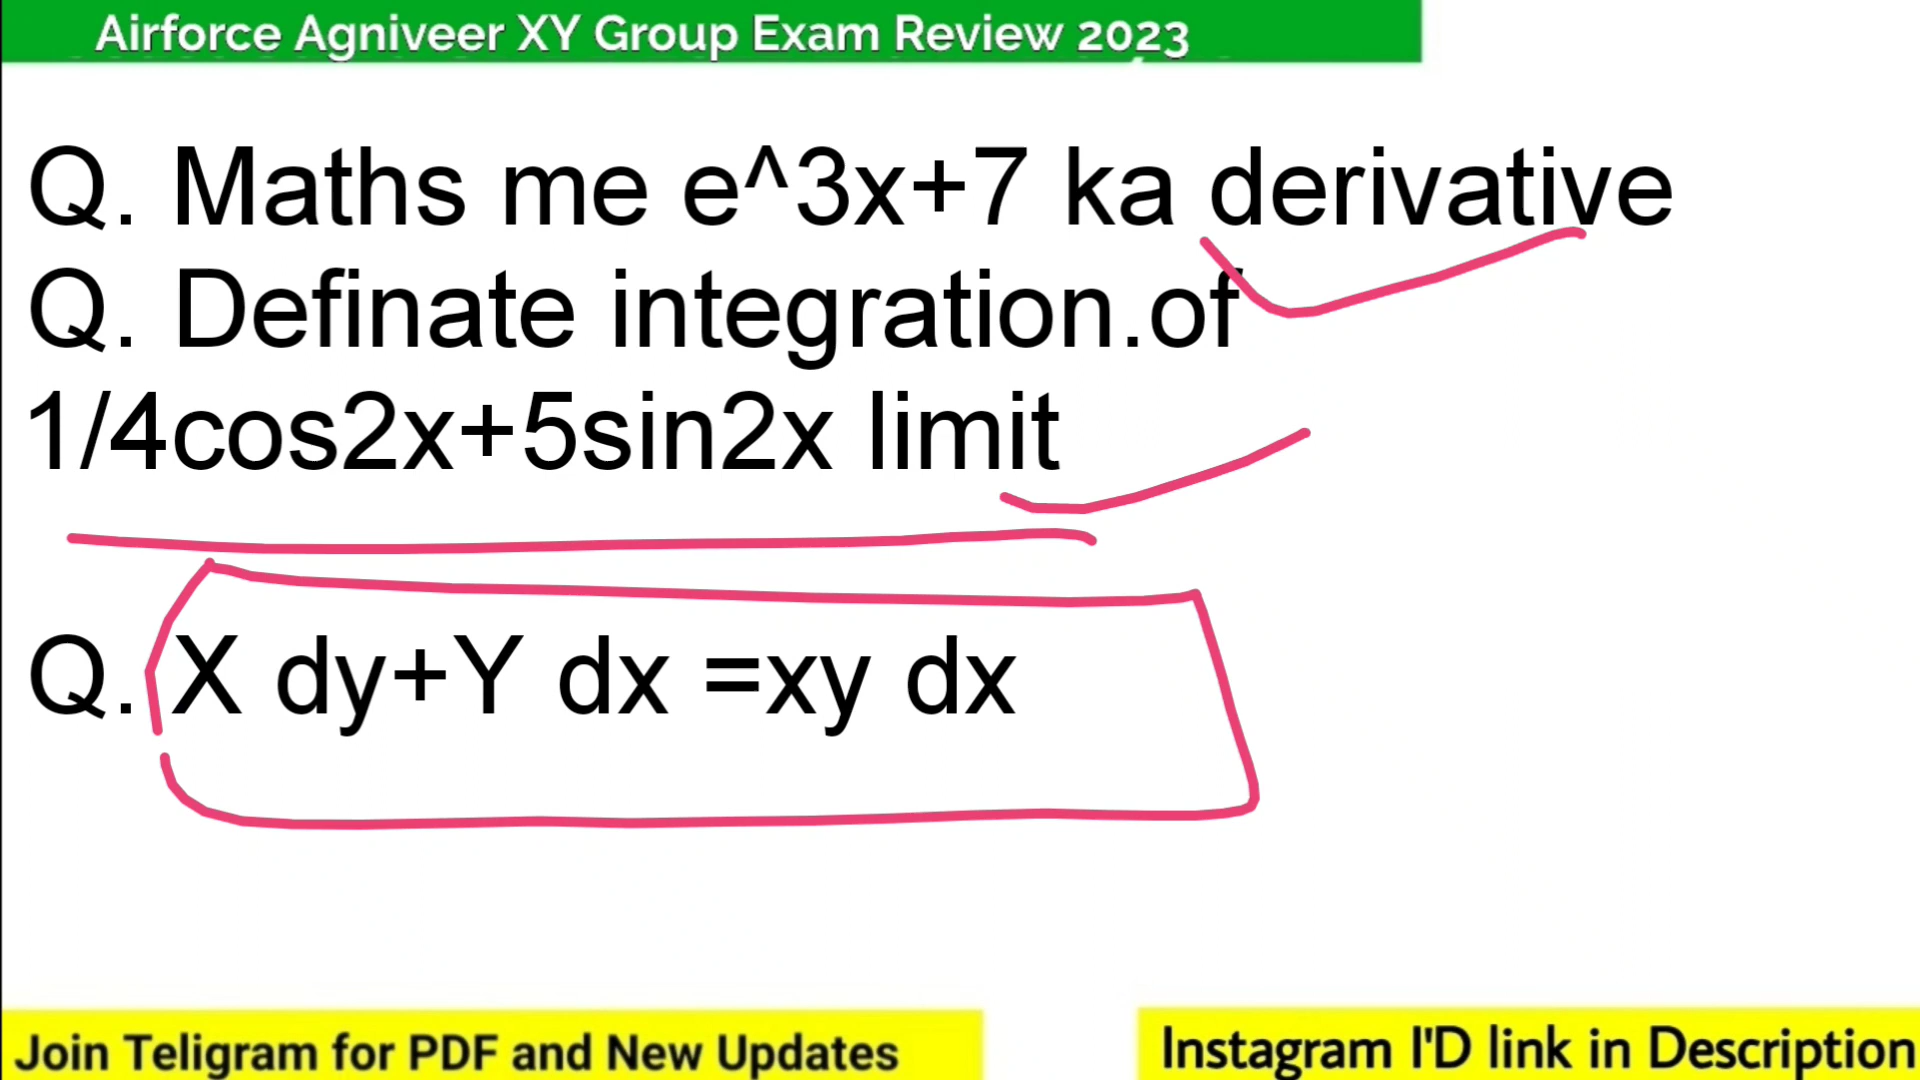 Airforce Agniveer XY Group Exam Review 2023
Q. Maths me e^3x+7 ka derivative
Q. Definate integration.of
1/4cos2x+5sin2x limit
Q. X dy+Y dx =xy dx
Join Teligram for PDF and New Updates
Instagram I'D link in Description